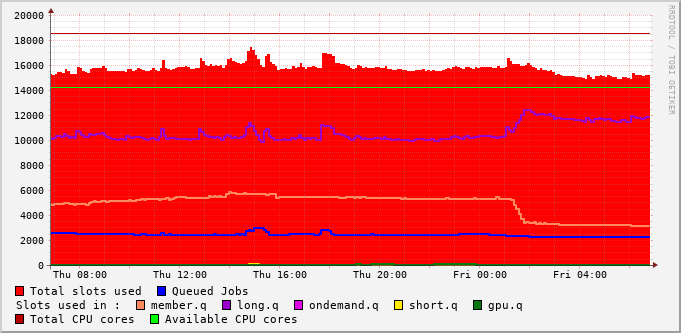 RRDTOOL / TOBI OETIKER
20000
18000
16000
14000
12000
10000
8000
6000
4000
2000
0
Thu 08:00 Thu 12:00 Thu 16:00 Thu 20:00 Fri 00:00 Fri 04:00
Total slots used Queued Jobs
Slots used in : member.q long.q ondemand.q short.q gpu.q
Total CPU cores Available CPU cores